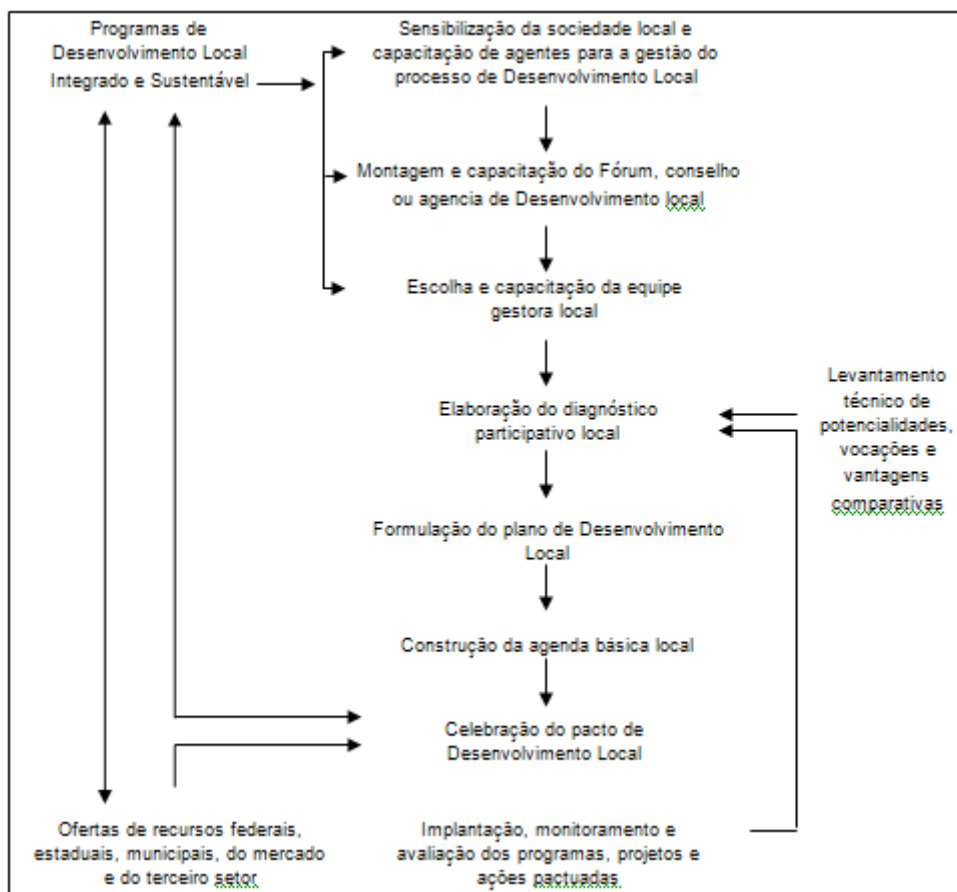 Programas de
Desenvolvimento Local
Integrado e Sustentável
Sensibilização da sociedade local e
capacitação de agentes para a gestão do
processo de Desenvolvimento Local
Montagem e capacitação do Fórum, conselho
ou agencia de Desenvolvimento local
Escolha e capacitação da equipe
gestora local
Elaboração do diagnóstico
participativo local
Levantamento
técnico de
potencialidades,
vocações e
vantagens
comparativas
Formulação do plano de Desenvolvimento
Local
Construção da agenda básica local
Celebração do pacto de
Desenvolvimento Local
Ofertas de recursos federais,
estaduais, municipais, do mercado
e do terceiro setor
Implantação, monitoramento e
avaliação dos programas, projetos e
ações pactuadas